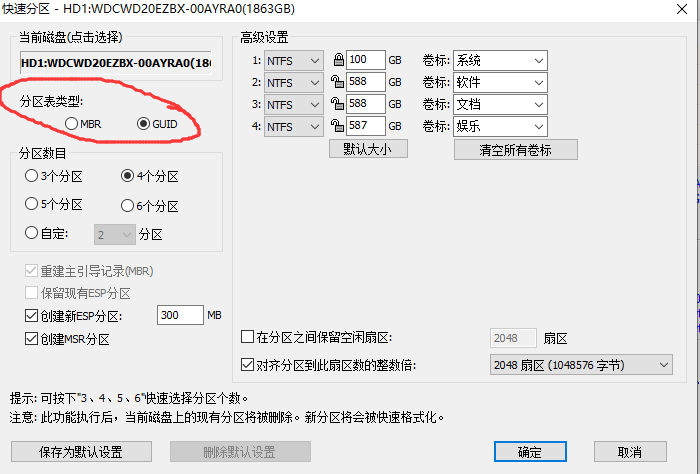 快速分区 - HD1:WDCWD20EZBX-00AYRA0(1863GB)
当前磁盘(点击选择)
HD1:WDCWD20EZBX-00AYRA0(18
分区表类型:
MBR GUID
分区数目
3个分区 4个分区
5个分区 6个分区
自定: 2 分区
重建主引导记录(MBR)
保留现有ESP分区
创建新ESP分区: 300 MB
创建MSR分区
高级设置
1: NTFS 100 GB 卷标: 系统
2: NTFS 588 GB 卷标: 软件
3: NTFS 588 GB 卷标: 文档
4: NTFS 587 GB 卷标: 娱乐
默认大小 清空所有卷标
在分区之间保留空闲扇区: 2048 扇区
对齐分区到此扇区数的整数倍: 2048 扇区 (1048576 字节)
提示: 可按下"3、4、5、6"快速选择分区个数。
注意: 此功能执行后，当前磁盘上的现有分区将被删除。新分区将会被快速格式化。
保存为默认设置 删除默认设置 确定 取消